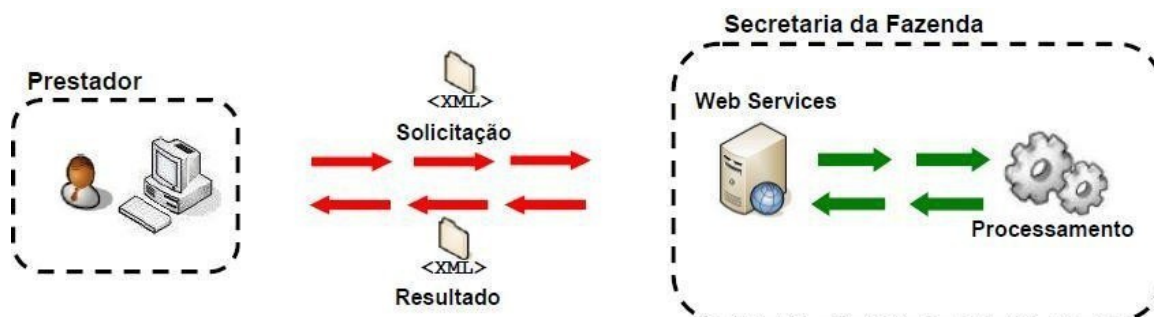 Secretaria da Fazenda
Prestador
<XML>
Solicitação
Web Services
Processamento
<XML>
Resultado